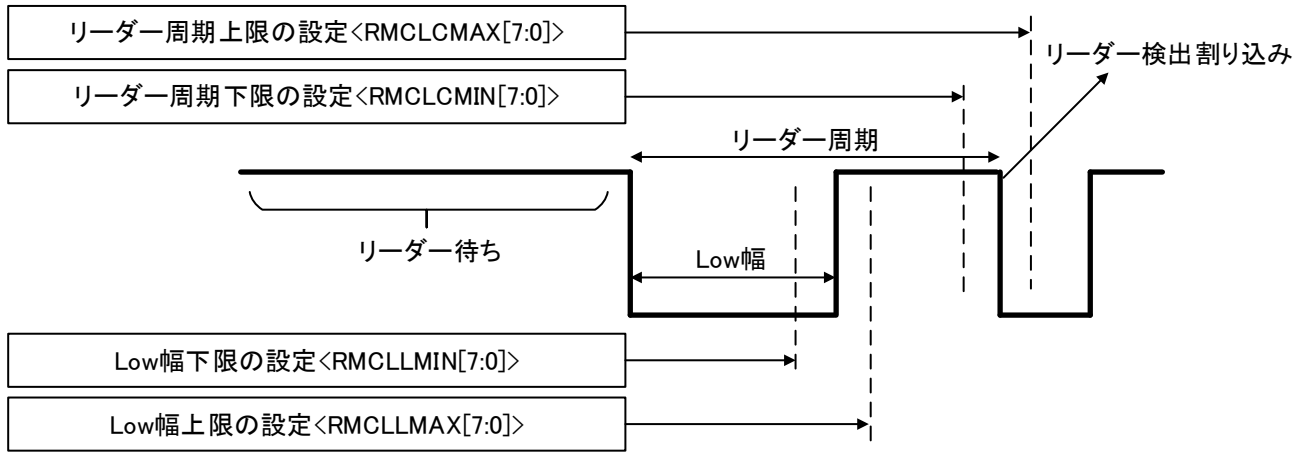 リーダー周期上限の設定<RMCLCMAX[7:0]>
リーダー検出割り込み
リーダー周期下限の設定<RMCLCMIN[7:0]>
リーダー周期
リーダー待ち
Low幅
Low幅下限の設定<RMCLLMIN[7:0]>
Low幅上限の設定<RMCLLMAX[7:0]>